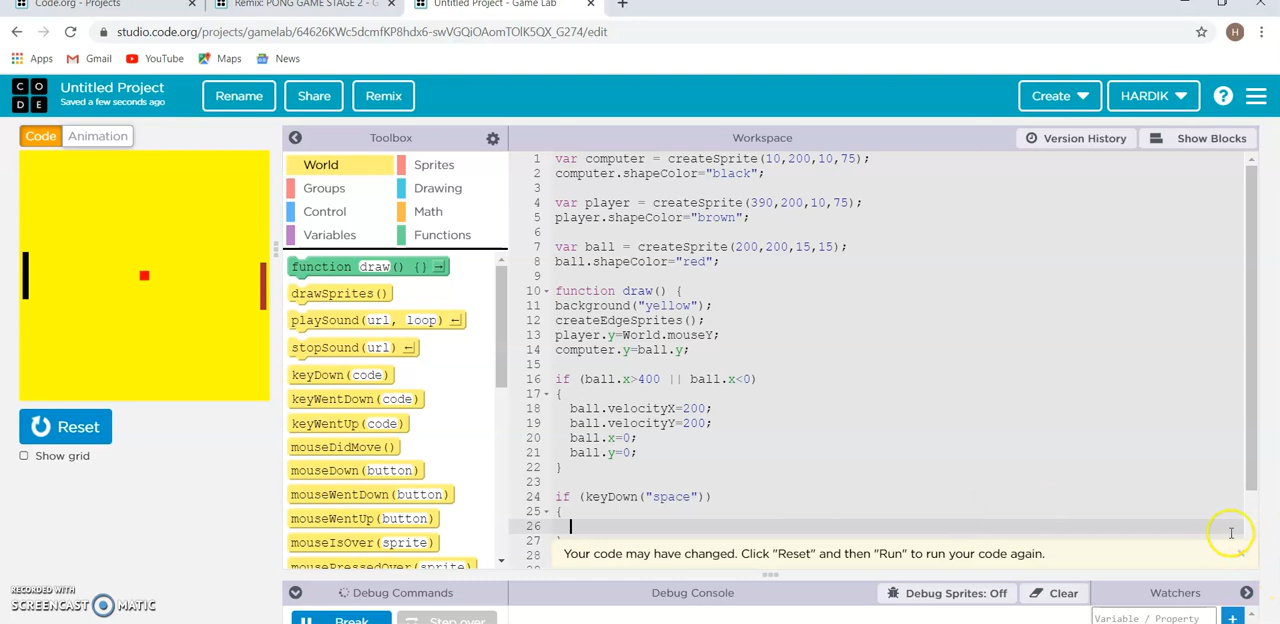 Code.org - Projects
Remix: PONG GAME STAGE 2 - G
Untitled Project - Game Lab
studio.code.org/projects/gamelab/64626KWc5dcmfKP8hdx6-swVGQiOAomTOlK5QX_G274/edit
H
Apps Gmail YouTube Maps News
CODE
Untitled Project
Saved a few seconds ago
Rename Share Remix
Create HARDIK ?
Code Animation
Toolbox
Workspace
Version History Show Blocks
World Sprites
Groups Drawing
Control Math
Variables Functions
function draw() {}
drawSprites()
playSound(url, loop)
stopSound(url)
keyDown(code)
keyWentDown(code)
keyWentUp(code)
mouseDidMove()
mouseDown(button)
mouseWentDown(button)
mouseWentUp(button)
mouseIsOver(sprite)
mousePressedOver(sprite)
1 var computer = createSprite(10,200,10,75);
2 computer.shapeColor="black";
3
4 var player = createSprite(390,200,10,75);
5 player.shapeColor="brown";
6
7 var ball = createSprite(200,200,15,15);
8 ball.shapeColor="red";
9
10 function draw() {
11 background("yellow");
12 createEdgeSprites();
13 player.y=World.mouseY;
14 computer.y=ball.y;
15
16 if (ball.x>400 || ball.x<0)
17 {
18 ball.velocityX=200;
19 ball.velocityY=200;
20 ball.x=0;
21 ball.y=0;
22 }
23
24 if (keyDown("space"))
25 {
26
27 }
28
Your code may have changed. Click "Reset" and then "Run" to run your code again.
Reset
Show grid
RECORDED WITH
SCREENCAST MATIC
Debug Commands
Debug Console
Debug Sprites: Off
Clear
Watchers
Break Step over
Variable / Property